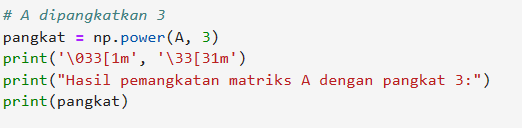 # A dipangkatkan 3
pangkat = np.power(A, 3)
print('\033[1m', '\33[31m')
print("Hasil pemangkatan matriks A dengan pangkat 3:")
print(pangkat)